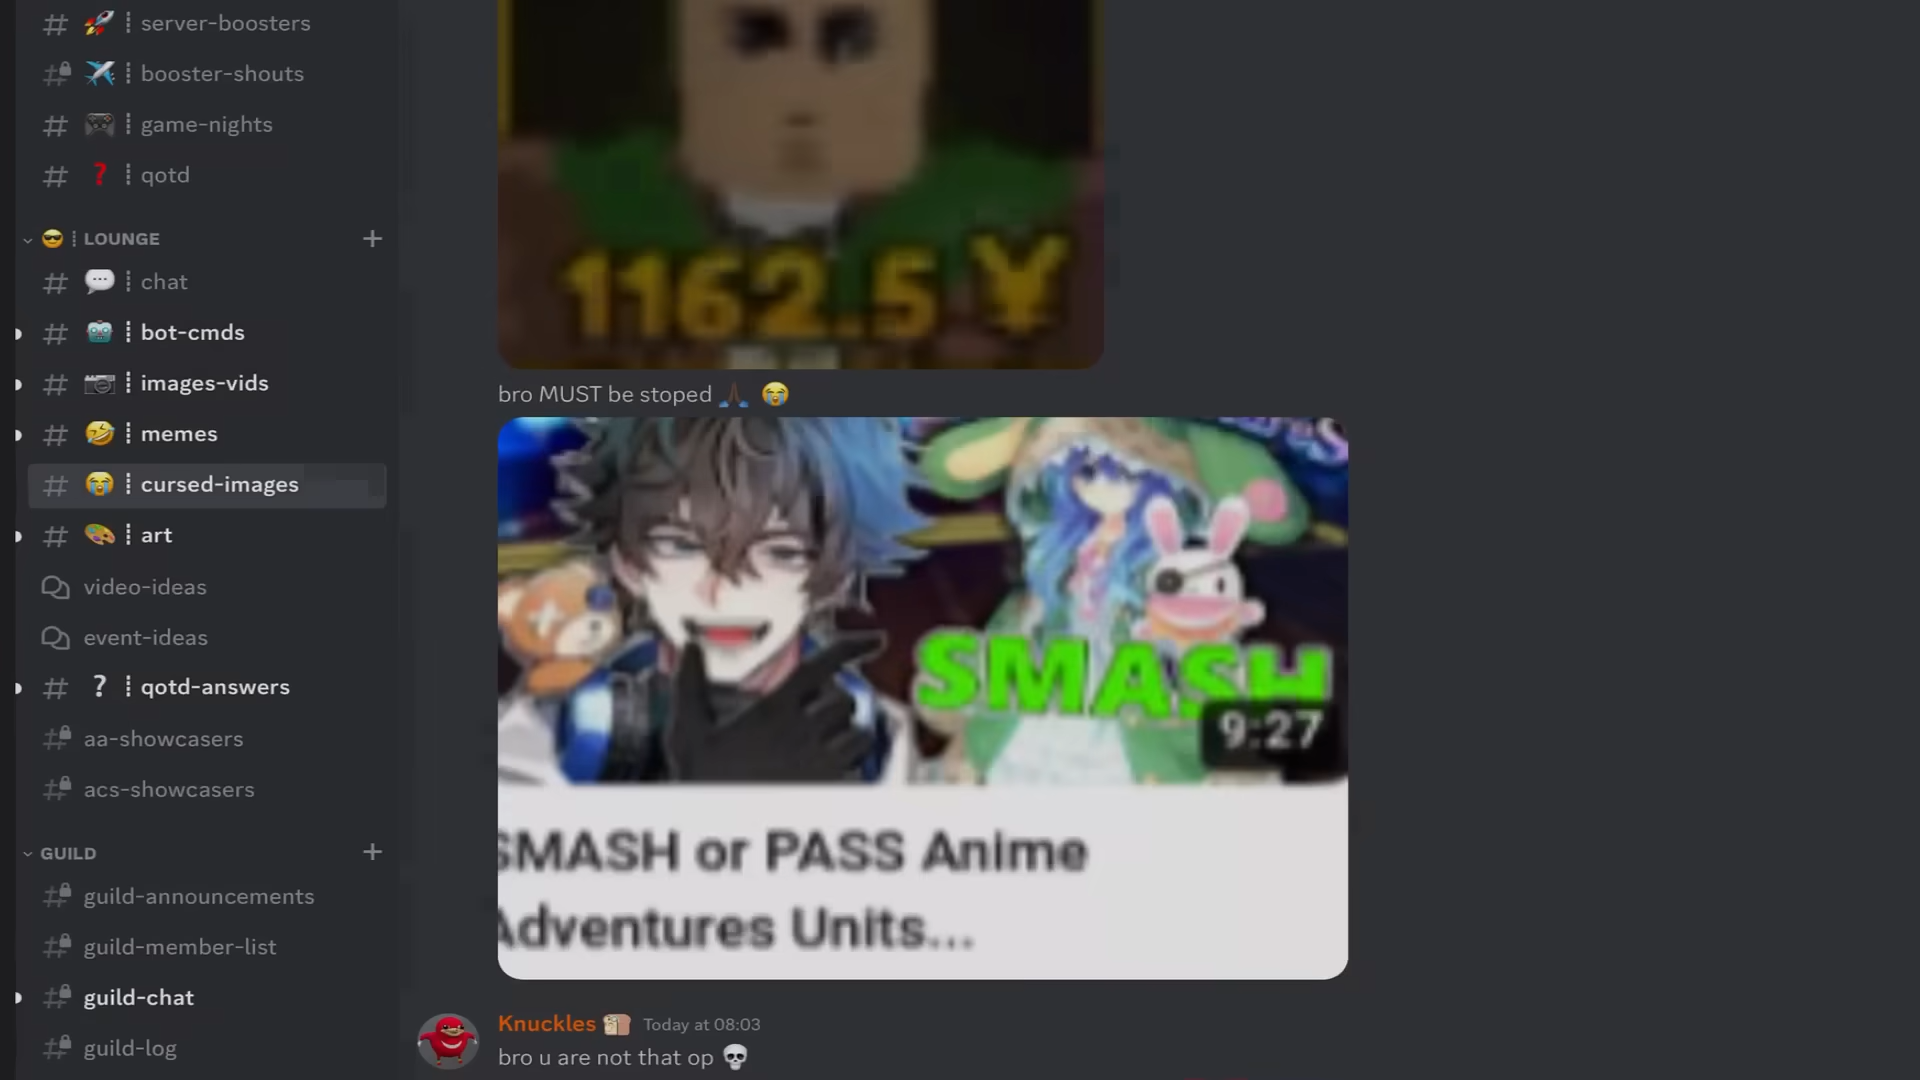 server-boosters
booster-shouts
game-nights
qotd
LOUNGE
chat
bot-cmds
images-vids
memes
cursed-images
art
video-ideas
event-ideas
qotd-answers
aa-showcasers
acs-showcasers
GUILD
guild-announcements
guild-member-list
guild-chat
guild-log
1162.5 ¥
bro MUST be stoped 🙏🏿 😭
SMASH
9:27
SMASH or PASS Anime
Adventures Units...
Knuckles Today at 08:03
bro u are not that op 💀